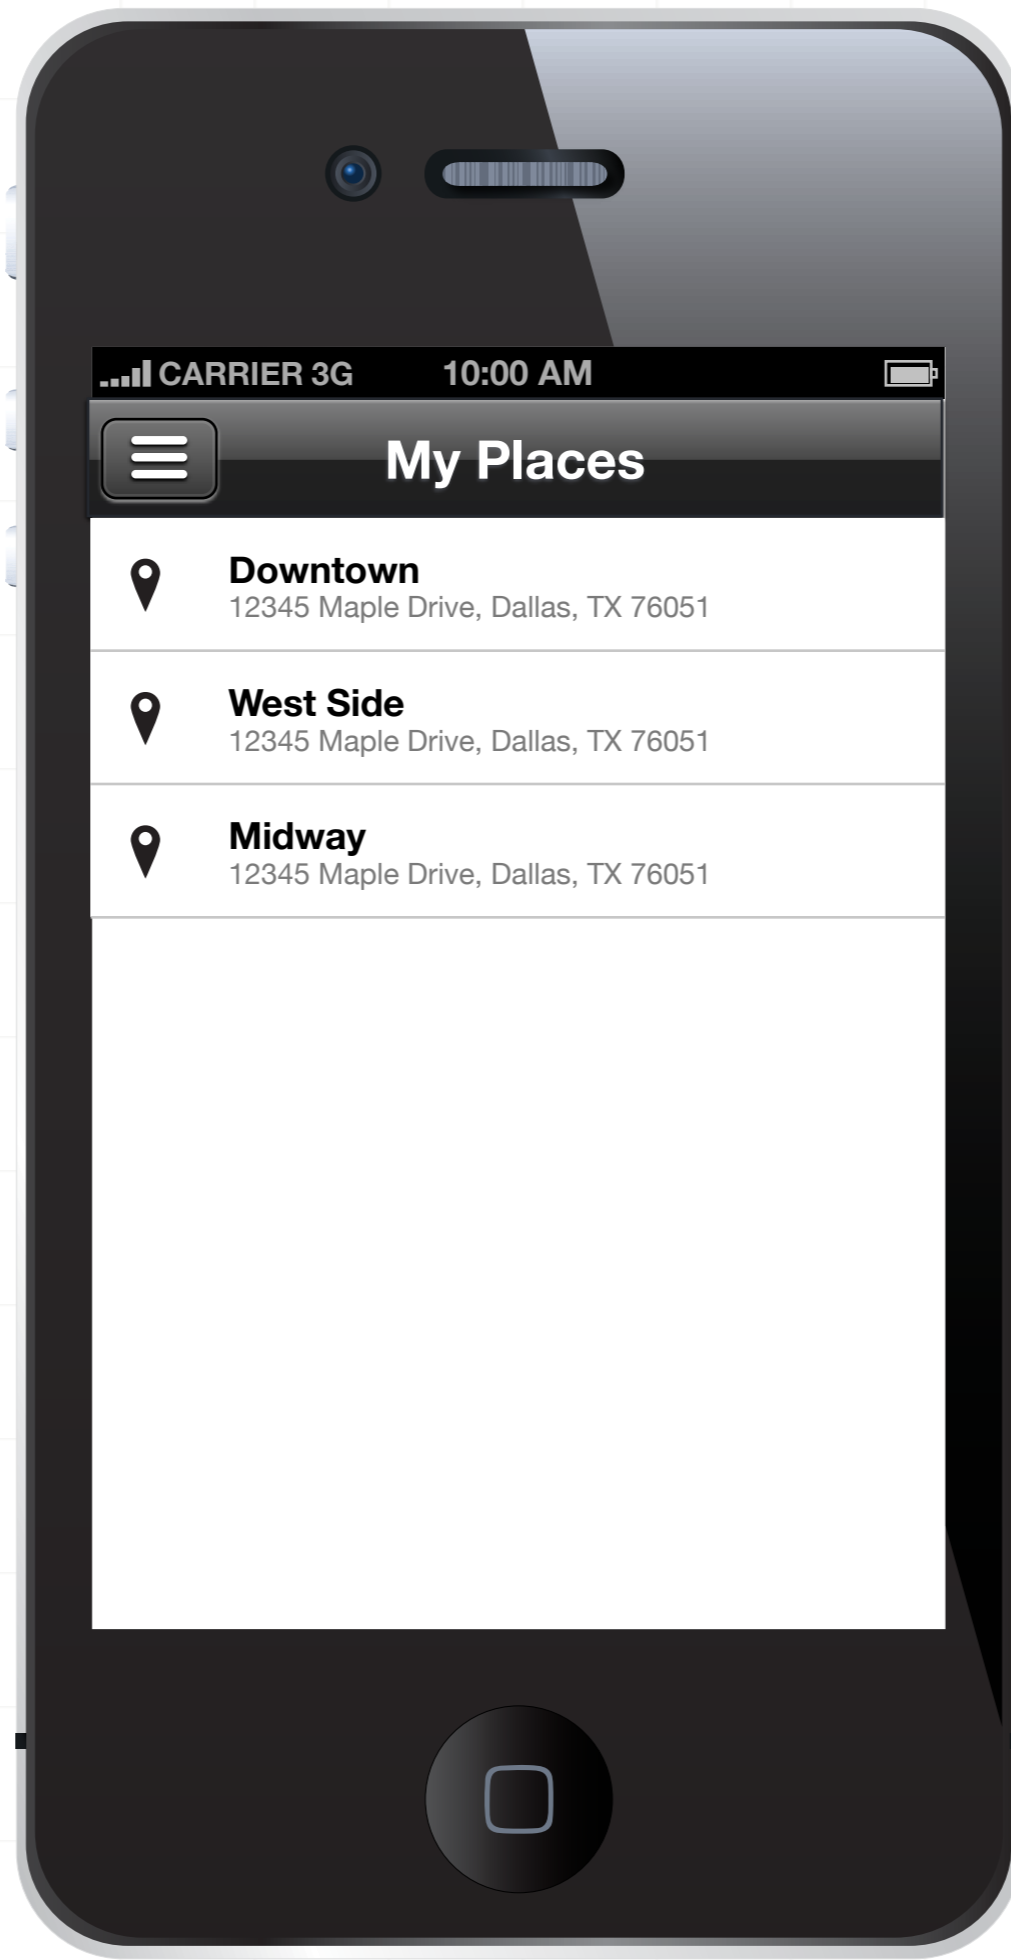 CARRIER 3G 10:00 AM
My Places
Downtown
12345 Maple Drive, Dallas, TX 76051
West Side
12345 Maple Drive, Dallas, TX 76051
Midway
12345 Maple Drive, Dallas, TX 76051